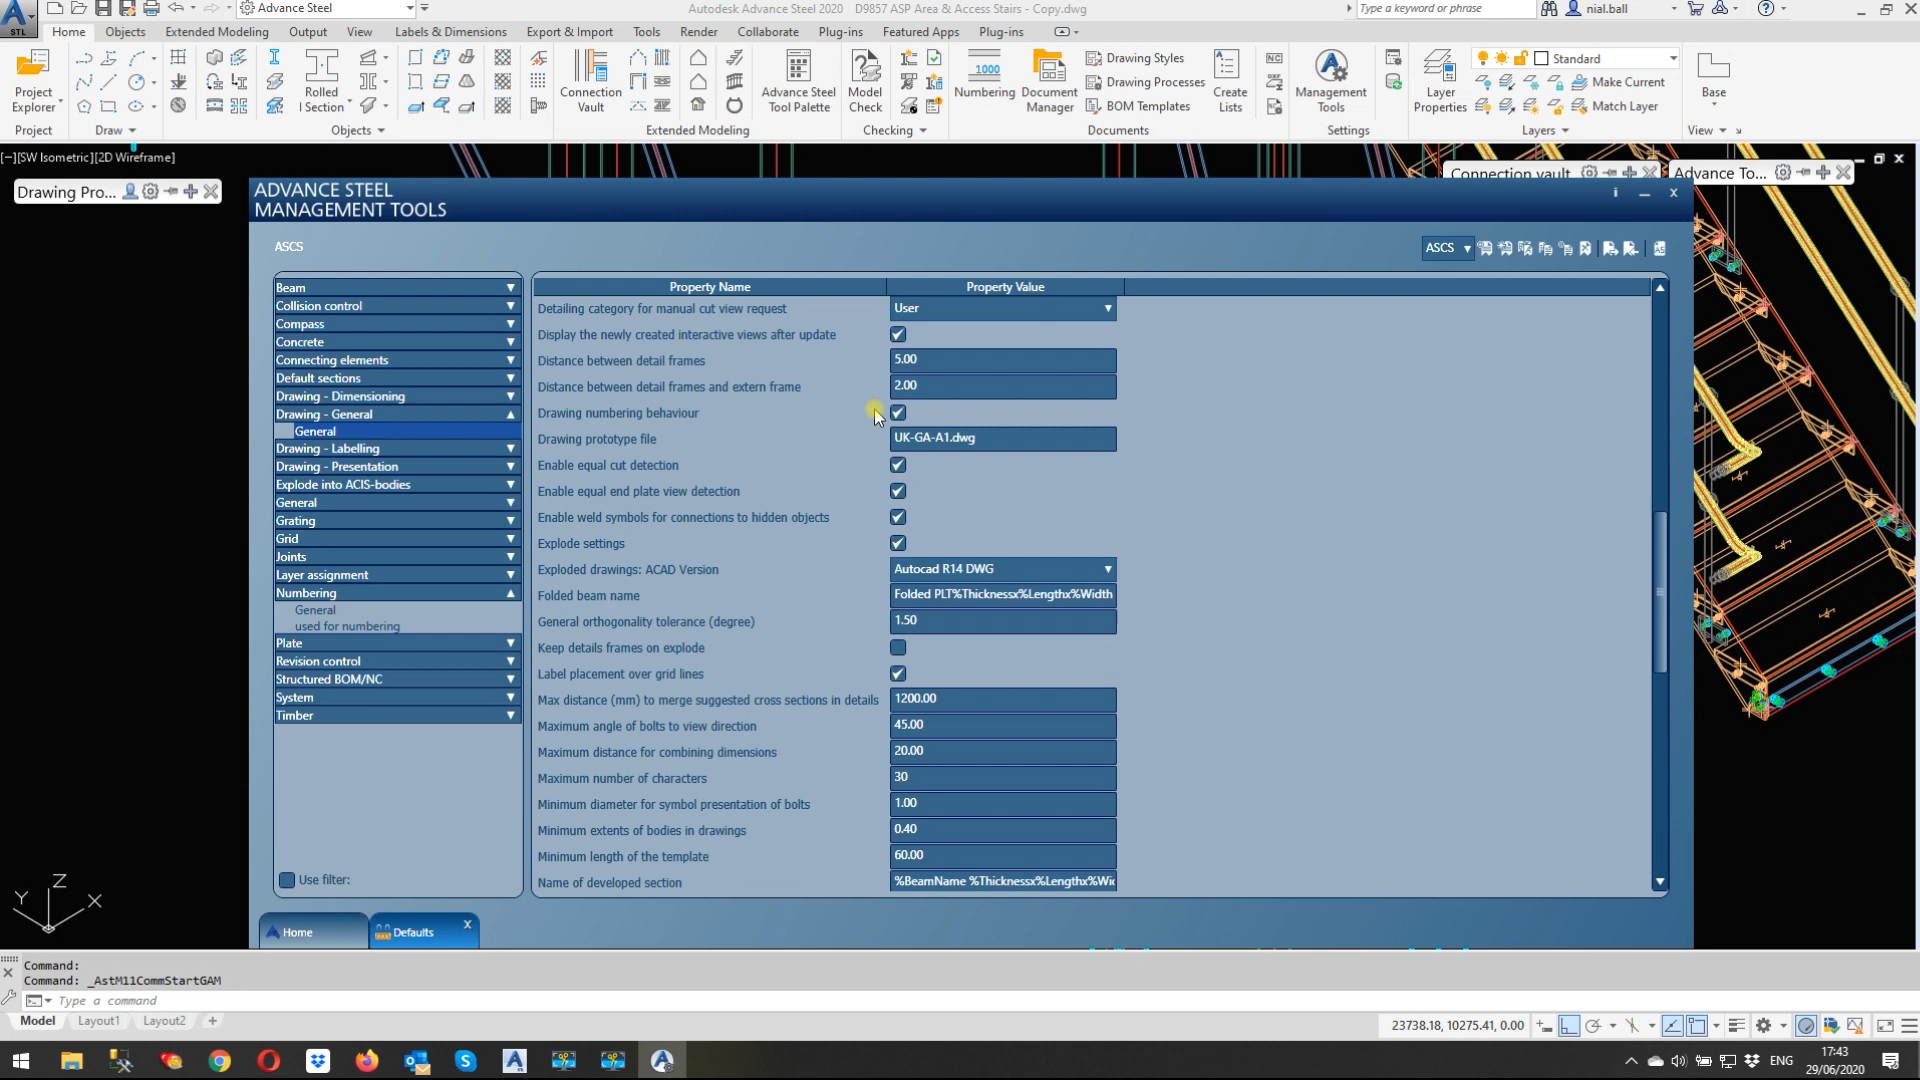 STL
Advance Steel
Autodesk Advance Steel 2020 D9857 ASP Area & Access Stairs - Copy.dwg
Type a keyword or phrase
nial.ball
Home Objects Extended Modeling Output View Labels & Dimensions Export & Import Tools Render Collaborate Plug-ins Featured Apps Plug-ins
Project Explorer
Rolled I Section
Connection Vault
Advance Steel Tool Palette
Model Check
1000
Numbering
Document Manager
Drawing Styles
Drawing Processes
BOM Templates
Create Lists
NC
DXF
Management Tools
Layer Properties
Standard
Make Current
Match Layer
Base
Project Draw Objects Extended Modeling Checking Documents Settings Layers View
[−][SW Isometric][2D Wireframe]
Drawing Pro...
Connection vault
Advance To...
ADVANCE STEEL
MANAGEMENT TOOLS
ASCS
ASCS
Beam
Collision control
Compass
Concrete
Connecting elements
Default sections
Drawing - Dimensioning
Drawing - General
General
Drawing - Labelling
Drawing - Presentation
Explode into ACIS-bodies
General
Grating
Grid
Joints
Layer assignment
Numbering
General
used for numbering
Plate
Revision control
Structured BOM/NC
System
Timber
Use filter:
Property Name Property Value
Detailing category for manual cut view request User
Display the newly created interactive views after update
Distance between detail frames 5.00
Distance between detail frames and extern frame 2.00
Drawing numbering behaviour
Drawing prototype file UK-GA-A1.dwg
Enable equal cut detection
Enable equal end plate view detection
Enable weld symbols for connections to hidden objects
Explode settings
Exploded drawings: ACAD Version Autocad R14 DWG
Folded beam name Folded PLT%Thicknessx%Lengthx%Width
General orthogonality tolerance (degree) 1.50
Keep details frames on explode
Label placement over grid lines
Max distance (mm) to merge suggested cross sections in details 1200.00
Maximum angle of bolts to view direction 45.00
Maximum distance for combining dimensions 20.00
Maximum number of characters 30
Minimum diameter for symbol presentation of bolts 1.00
Minimum extents of bodies in drawings 0.40
Minimum length of the template 60.00
Name of developed section %BeamName %Thicknessx%Lengthx%Wi
Home Defaults x
Z
Y X
Command:
Command: _AstM11CommStartGAM
Type a command
Model Layout1 Layout2 +
23738.18, 10275.41, 0.00
ENG
17:43
29/06/2020